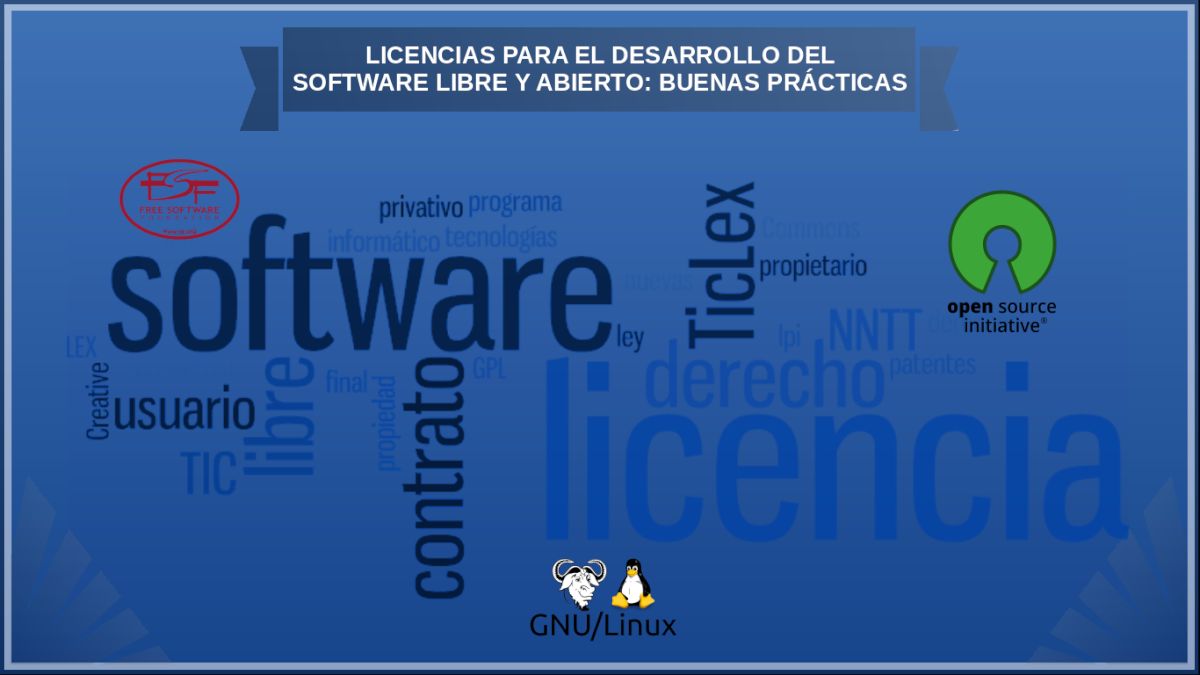 LICENCIAS PARA EL DESARROLLO DEL
SOFTWARE LIBRE Y ABIERTO: BUENAS PRÁCTICAS
FSF
FREE SOFTWARE
FOUNDATION
privativo programa
informático tecnologías
software
nuevas
TicLex
Commons
propietario
open source
initiative®
LEX
ley
lpi
NNTT
Creative
usuario
libre
final
propiedad
GPL
derecho
patentes
TIC
contrato
licencia
GNU/Linux